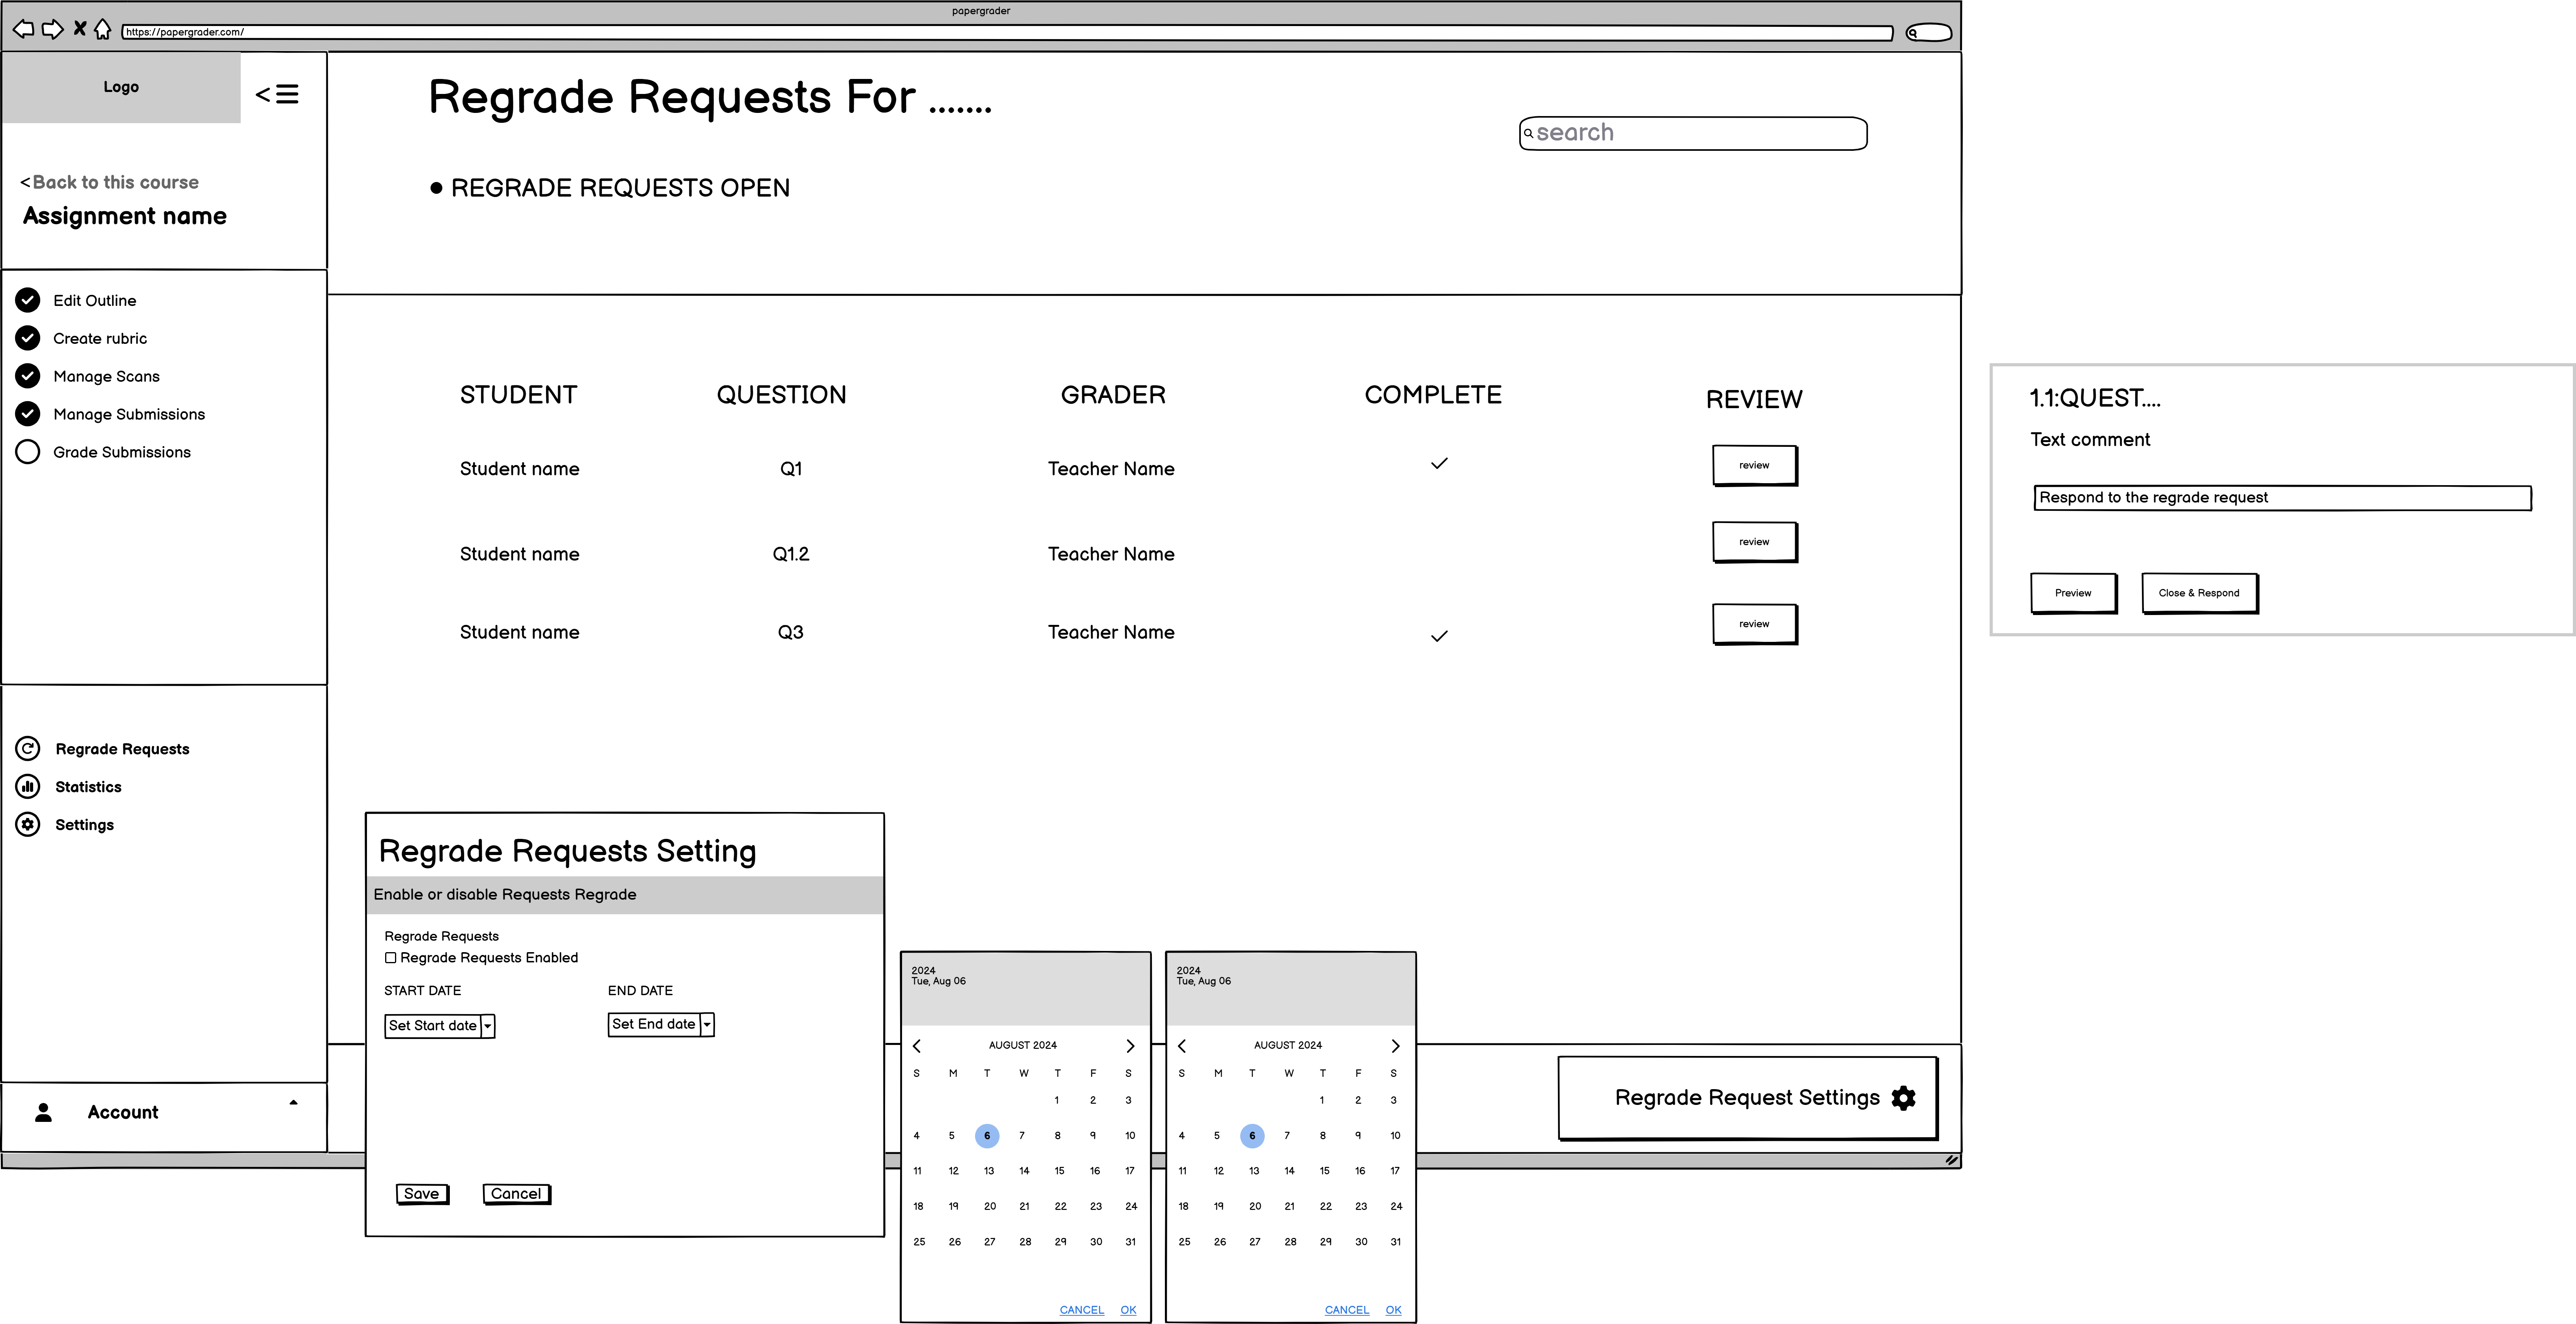 papergrader
https://papergrader.com/
Logo
<
<Back to this course
Assignment name
Edit Outline
Create rubric
Manage Scans
Manage Submissions
Grade Submissions
Regrade Requests
Statistics
Settings
Account
Regrade Requests For .......
search
REGRADE REQUESTS OPEN
STUDENT QUESTION GRADER COMPLETE REVIEW
Student name Q1 Teacher Name review
Student name Q1.2 Teacher Name review
Student name Q3 Teacher Name review
Regrade Request Settings
Regrade Requests Setting
Enable or disable Requests Regrade
Regrade Requests
Regrade Requests Enabled
START DATE END DATE
Set Start date Set End date
Save Cancel
2024
Tue, Aug 06
AUGUST 2024
S M T W T F S
1 2 3
4 5 6 7 8 9 10
11 12 13 14 15 16 17
18 19 20 21 22 23 24
25 26 27 28 29 30 31
CANCEL OK
2024
Tue, Aug 06
AUGUST 2024
S M T W T F S
1 2 3
4 5 6 7 8 9 10
11 12 13 14 15 16 17
18 19 20 21 22 23 24
25 26 27 28 29 30 31
CANCEL OK
1.1:QUEST....
Text comment
Respond to the regrade request
Preview Close & Respond